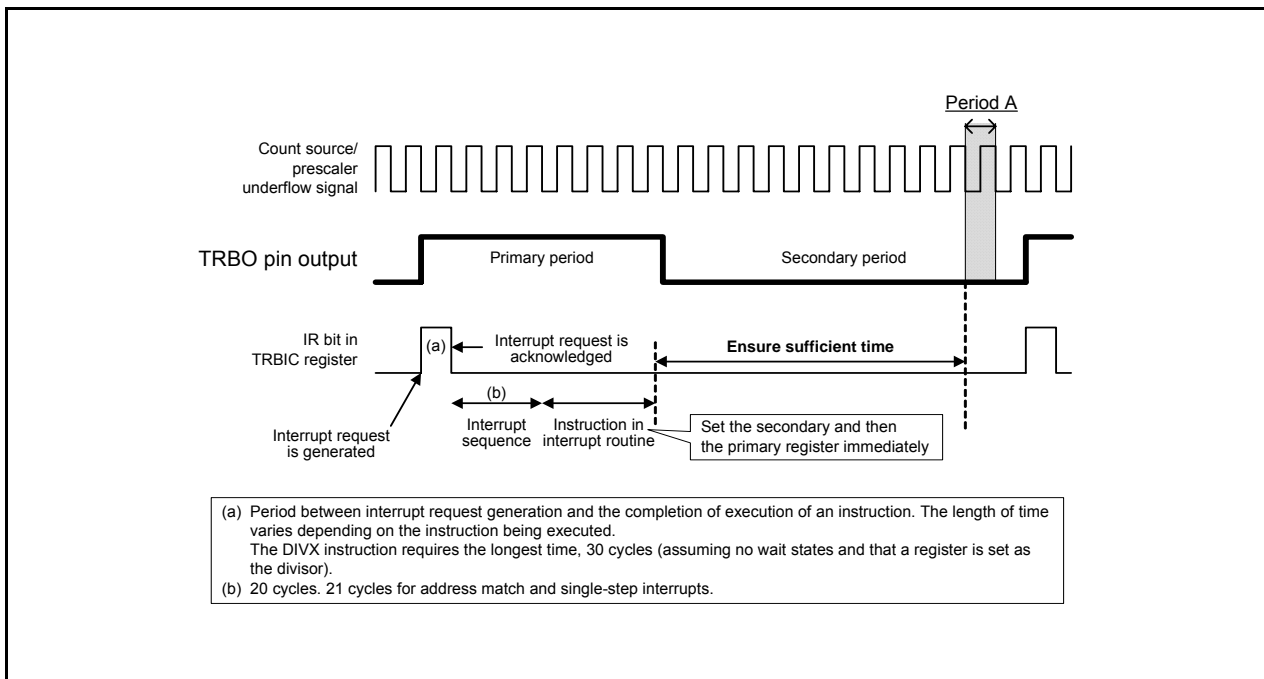 Period A
Count source/
prescaler
underflow signal
TRBO pin output
Primary period
Secondary period
IR bit in
TRBIC register
(a)
Interrupt request is
acknowledged
Ensure sufficient time
(b)
Interrupt request
is generated
Interrupt
sequence
Instruction in
interrupt routine
Set the secondary and then
the primary register immediately
(a) Period between interrupt request generation and the completion of execution of an instruction. The length of time
varies depending on the instruction being executed.
The DIVX instruction requires the longest time, 30 cycles (assuming no wait states and that a register is set as
the divisor).
(b) 20 cycles. 21 cycles for address match and single-step interrupts.